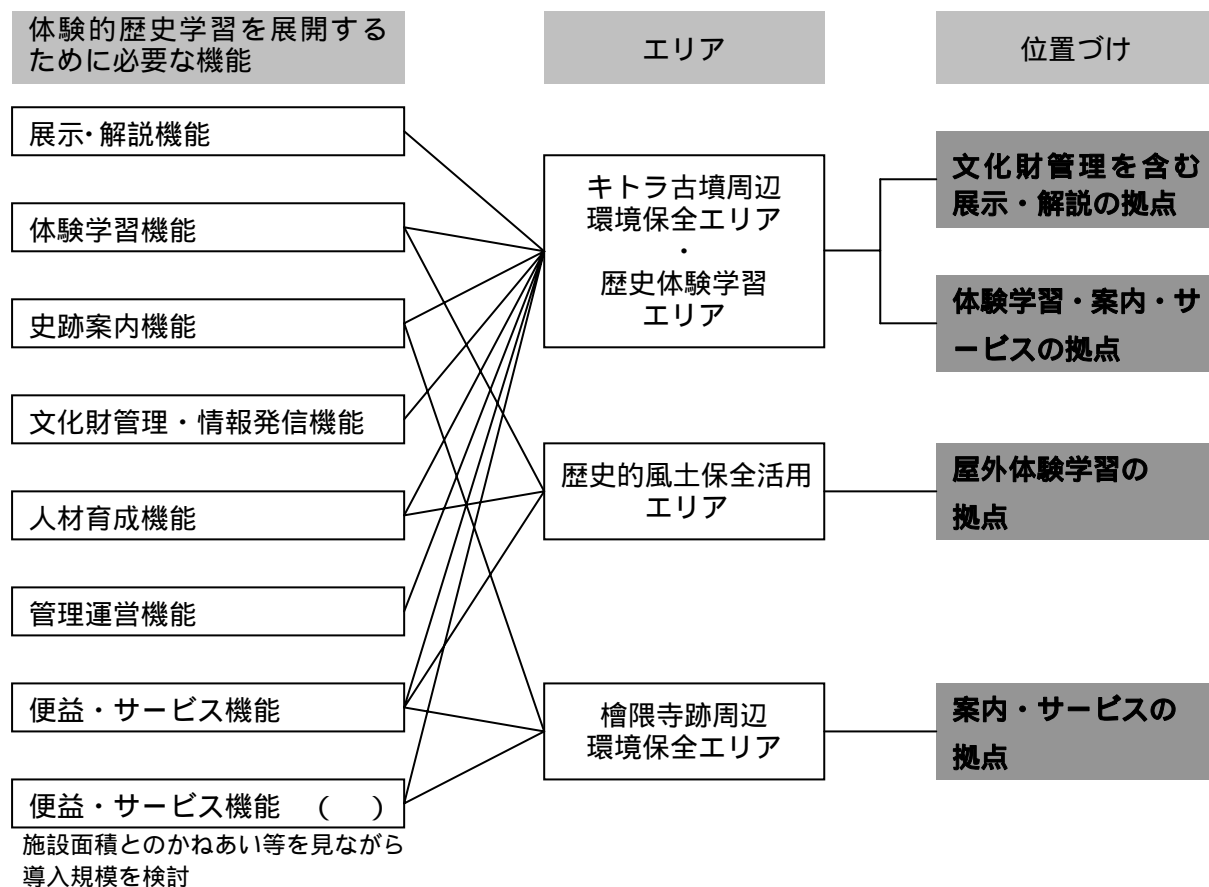 体験的歴史学習を展開する
ために必要な機能
エリア
位置づけ
展示・解説機能
体験学習機能
史跡案内機能
文化財管理・情報発信機能
人材育成機能
管理運営機能
便益・サービス機能
便益・サービス機能 ( )
施設面積とのかねあい等を見ながら
導入規模を検討
キトラ古墳周辺
環境保全エリア
・
歴史体験学習
エリア
歴史的風土保全活用
エリア
檜隈寺跡周辺
環境保全エリア
文化財管理を含む
展示・解説の拠点
体験学習・案内・サ
ービスの拠点
屋外体験学習の
拠点
案内・サービスの
拠点